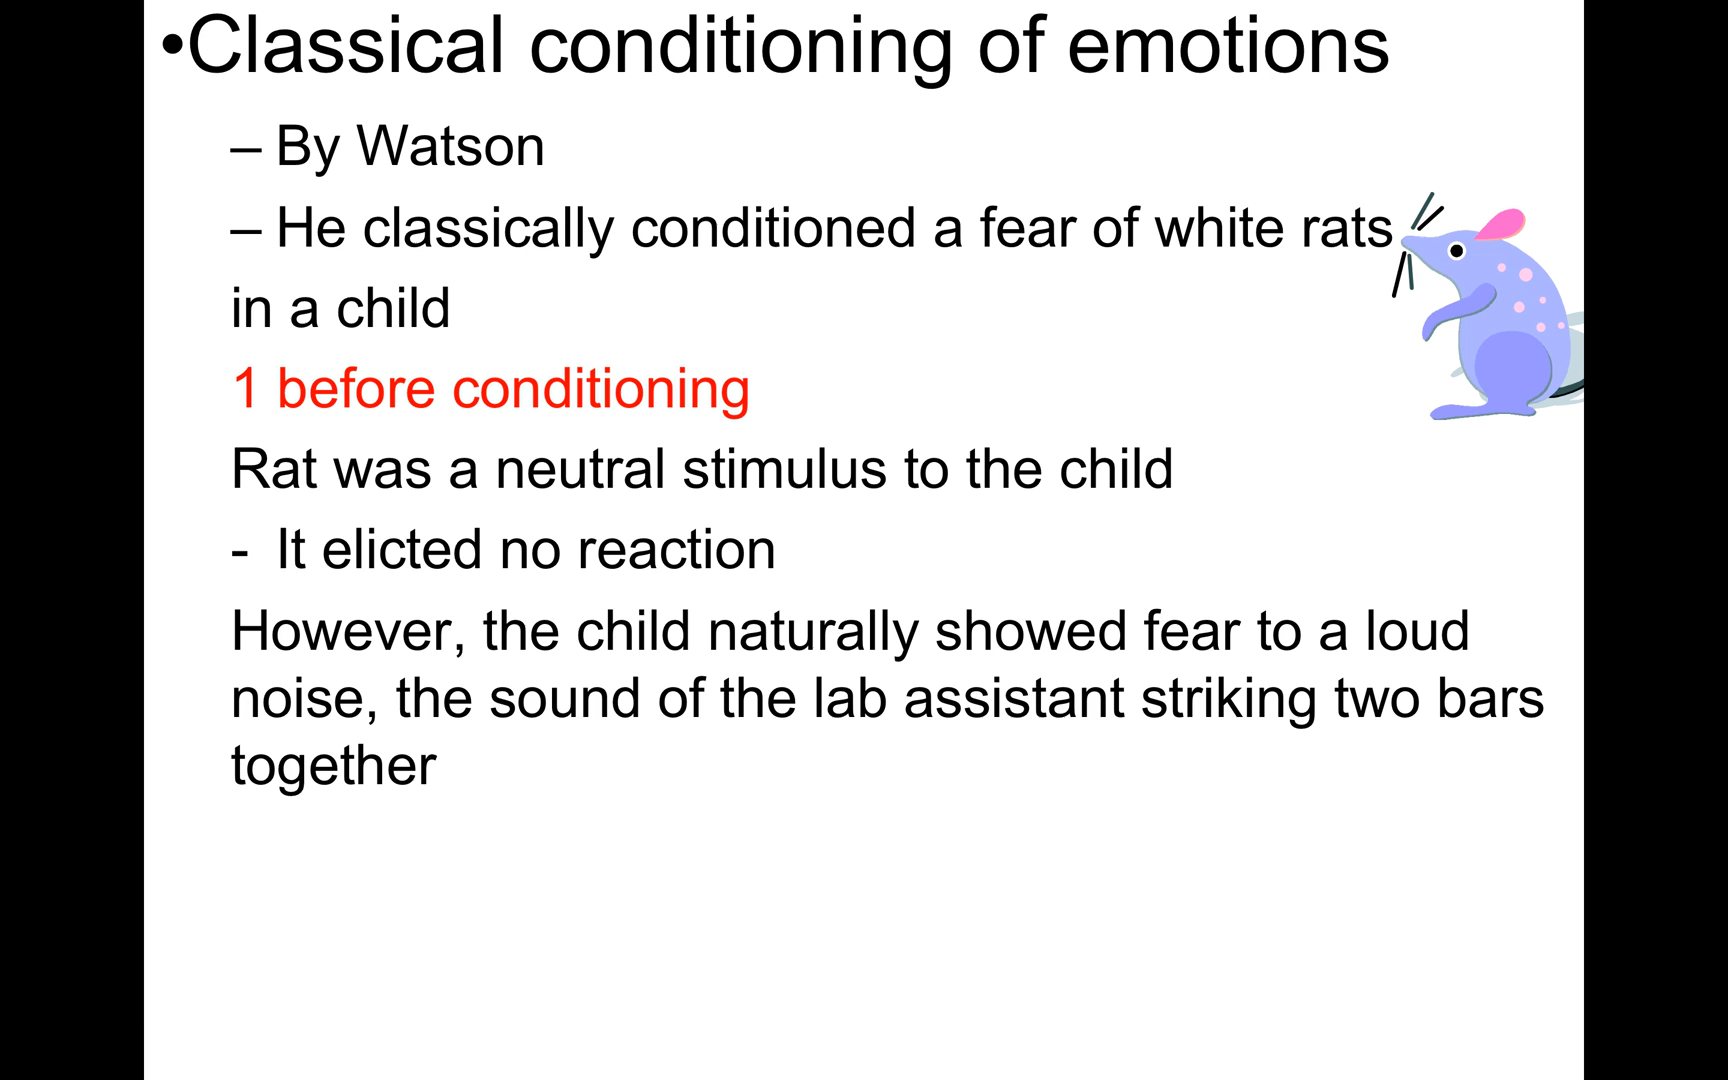 •Classical conditioning of emotions
– By Watson
– He classically conditioned a fear of white rats
in a child
1 before conditioning
Rat was a neutral stimulus to the child
- It elicted no reaction
However, the child naturally showed fear to a loud
noise, the sound of the lab assistant striking two bars
together